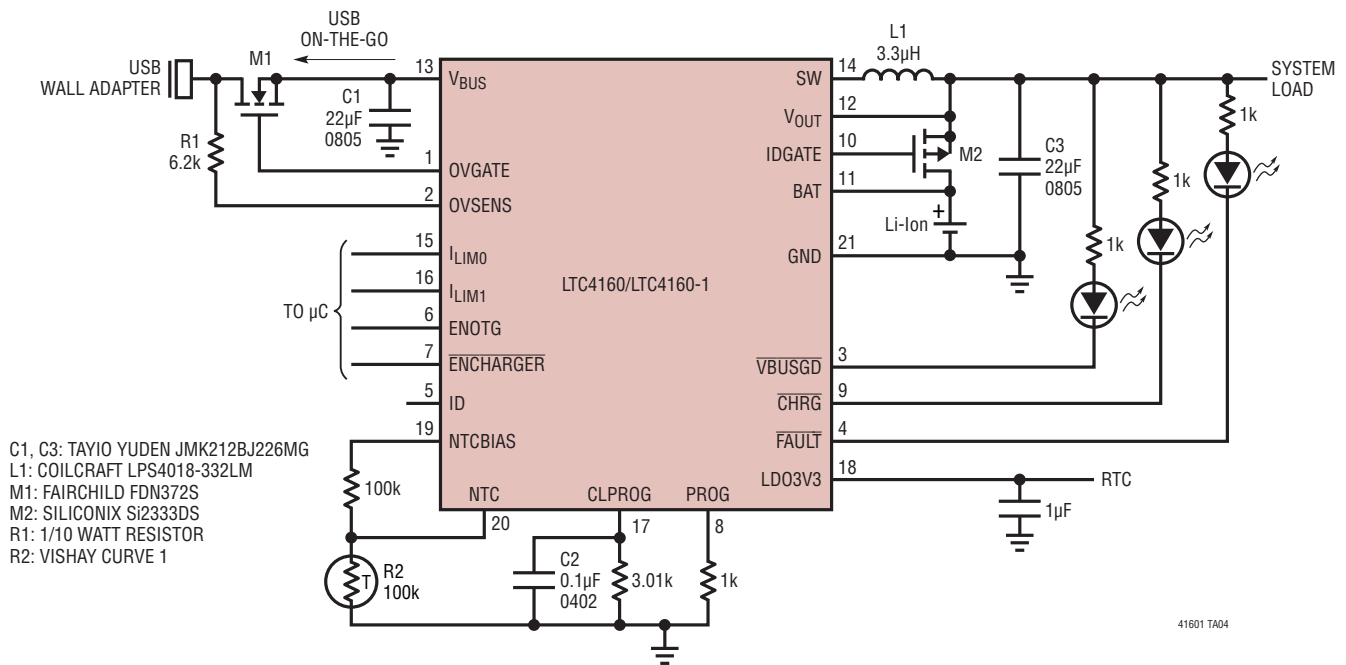 USB
ON-THE-GO
USB
WALL ADAPTER
M1
R1
6.2k
C1
22µF
0805
13
VBUS
1
OVGATE
2
OVSENS
TO µC
15
ILIM0
16
ILIM1
6
ENOTG
7
ENCHARGER
5
ID
19
NTCBIAS
100k
R2
100k
T
NTC
20
CLPROG
17
PROG
8
C2
0.1µF
0402
3.01k
1k
LTC4160/LTC4160-1
SW
14
L1
3.3µH
VOUT
12
IDGATE
10
M2
BAT
11
Li-Ion
+
GND
21
C3
22µF
0805
SYSTEM
LOAD
1k
1k
1k
VBUSGD
3
CHRG
9
FAULT
4
LDO3V3
18
RTC
1µF
C1, C3: TAYIO YUDEN JMK212BJ226MG
L1: COILCRAFT LPS4018-332LM
M1: FAIRCHILD FDN372S
M2: SILICONIX Si2333DS
R1: 1/10 WATT RESISTOR
R2: VISHAY CURVE 1
41601 TA04